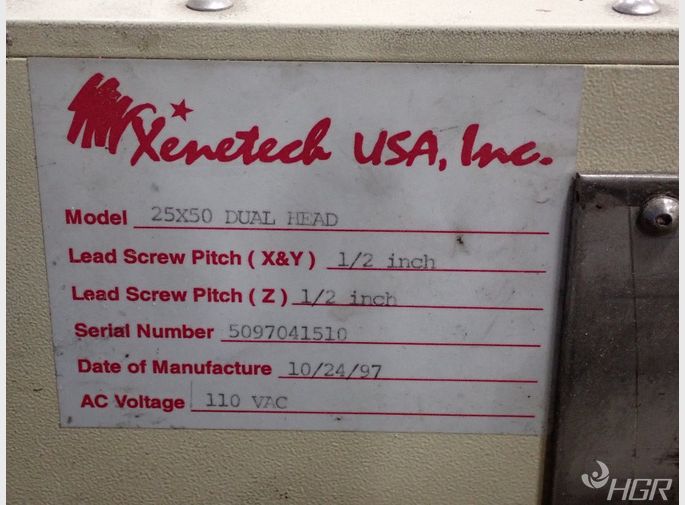 Xenetech USA, Inc.
Model 25X50 DUAL HEAD
Lead Screw Pitch ( X&Y ) 1/2 inch
Lead Screw Pitch ( Z ) 1/2 inch
Serial Number 5097041510
Date of Manufacture 10/24/97
AC Voltage 110 VAC
HGR